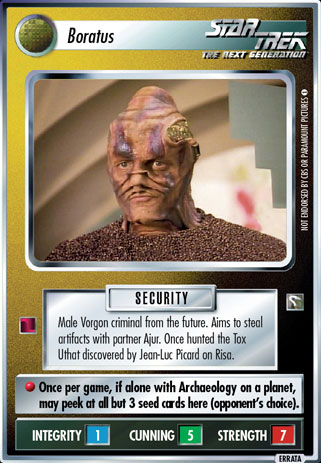 Boratus
STAR TREK
THE NEXT GENERATION
NOT ENDORSED BY CBS OR PARAMOUNT PICTURES
SECURITY
Male Vorgon criminal from the future. Aims to steal
artifacts with partner Ajur. Once hunted the Tox
Uthat discovered by Jean-Luc Picard on Risa.
Once per game, if alone with Archaeology on a planet,
may peek at all but 3 seed cards here (opponent's choice).
INTEGRITY 1 CUNNING 5 STRENGTH 7
ERRATA